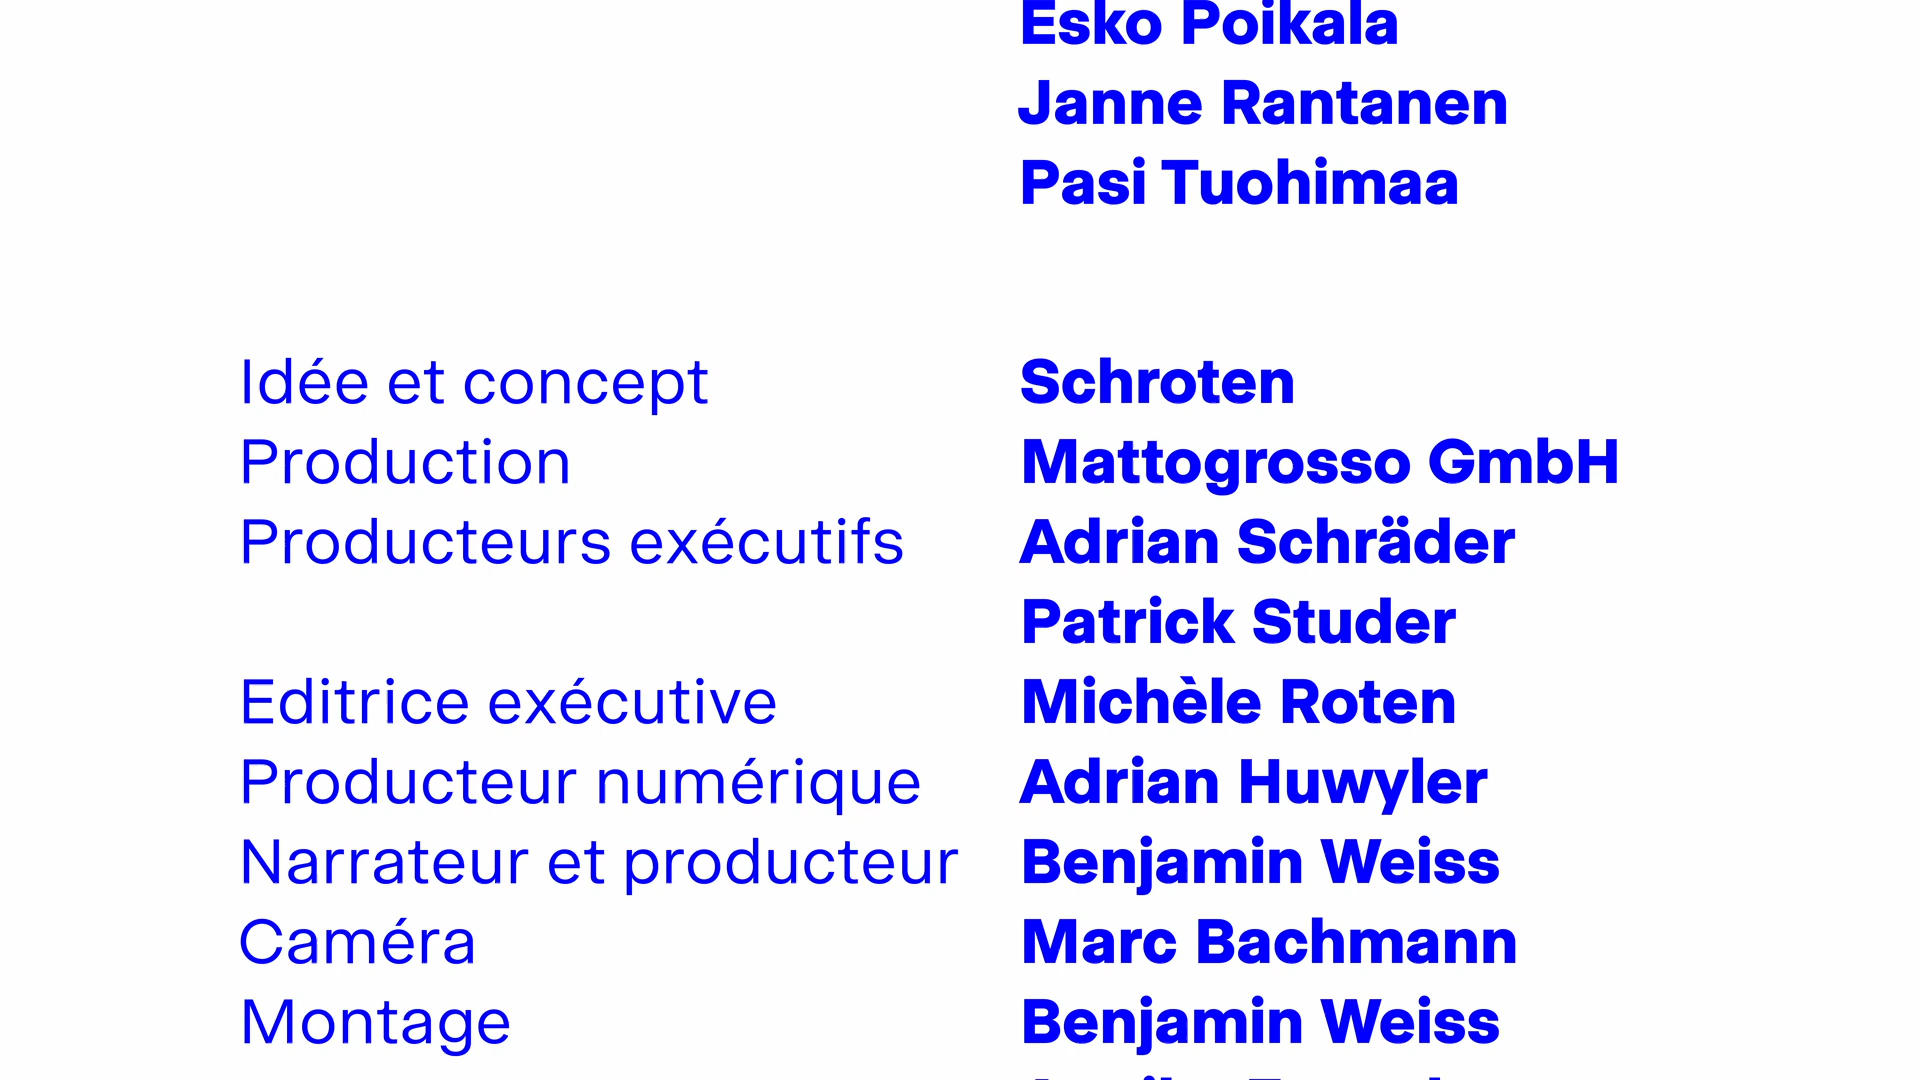 Esko Poikala
Janne Rantanen
Pasi Tuohimaa
Idée et concept Schroten
Production Mattogrosso GmbH
Producteurs exécutifs Adrian Schräder
Patrick Studer
Editrice exécutive Michèle Roten
Producteur numérique Adrian Huwyler
Narrateur et producteur Benjamin Weiss
Caméra Marc Bachmann
Montage Benjamin Weiss